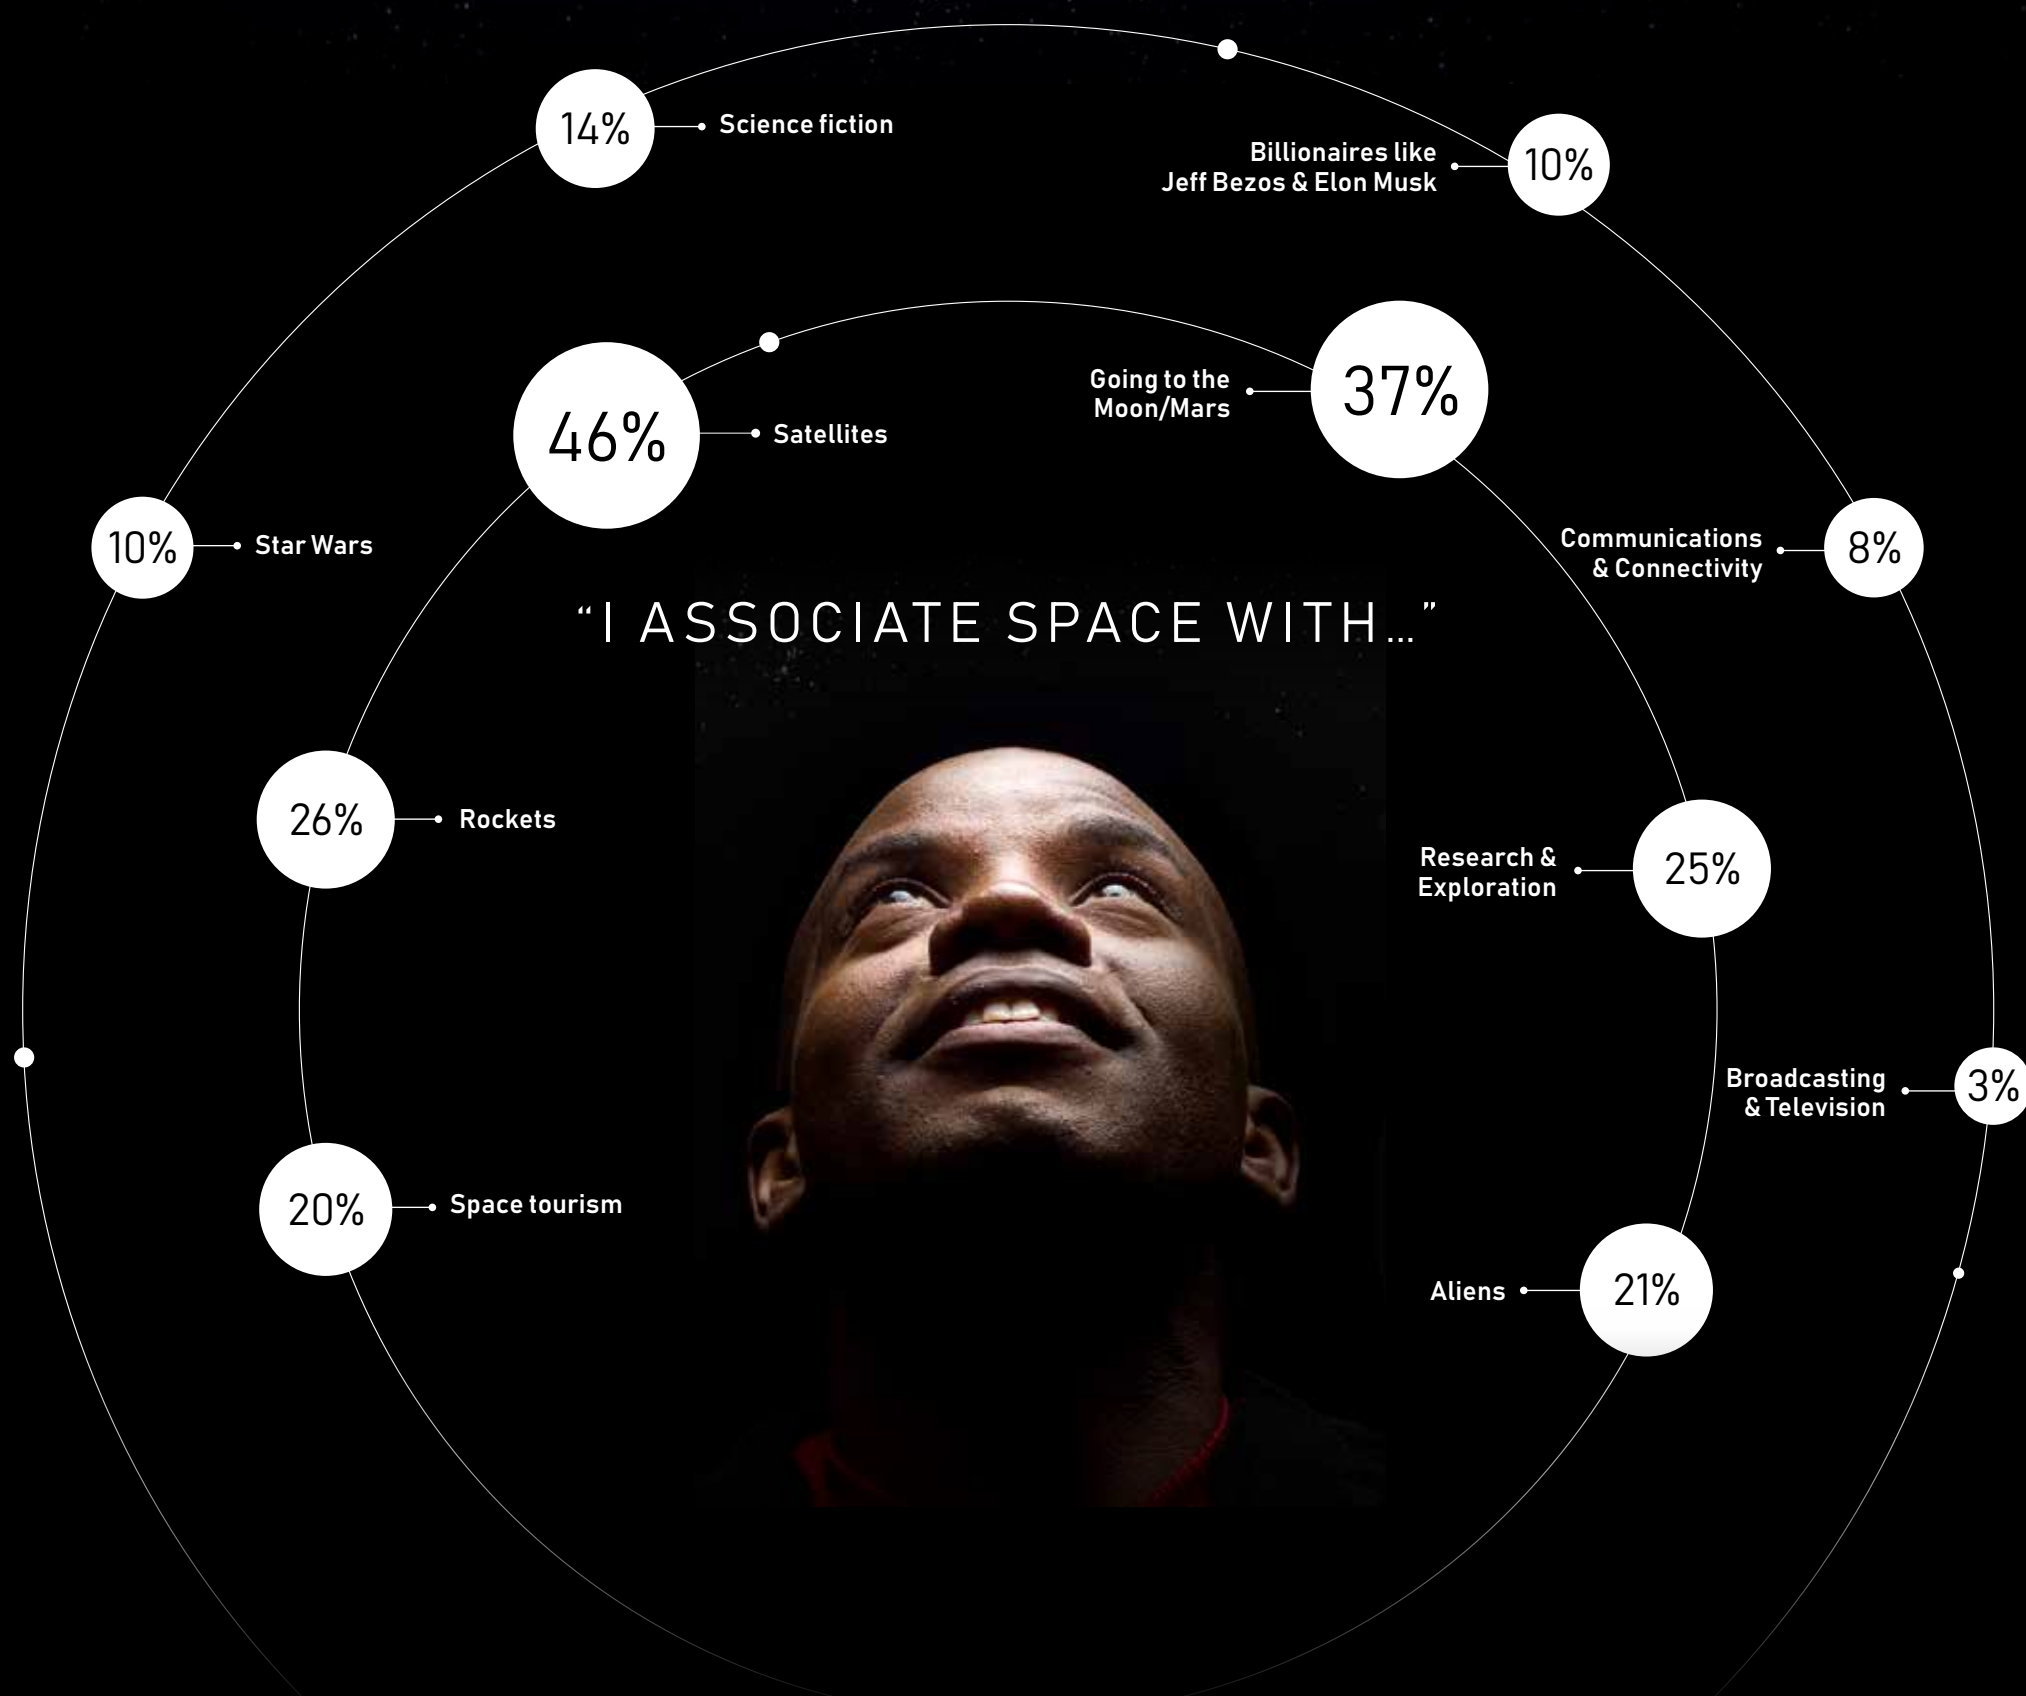 14%
Science fiction
Billionaires like
Jeff Bezos & Elon Musk
10%
46%
Satellites
Going to the
Moon/Mars
37%
10%
Star Wars
Communications
& Connectivity
8%
“I ASSOCIATE SPACE WITH...”
26%
Rockets
Research &
Exploration
25%
Broadcasting
& Television
3%
20%
Space tourism
Aliens
21%